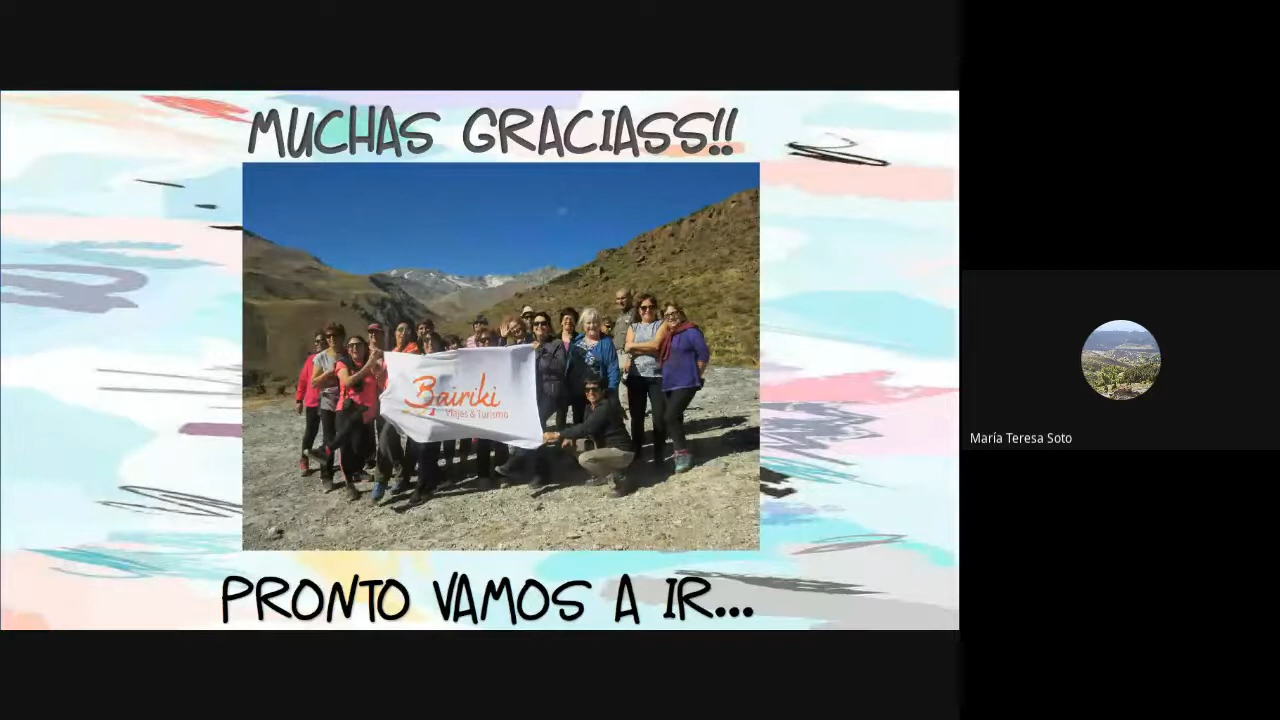 MUCHAS GRACIASS!!
Bairiki
Viajes & Turismo
PRONTO VAMOS A IR...
María Teresa Soto